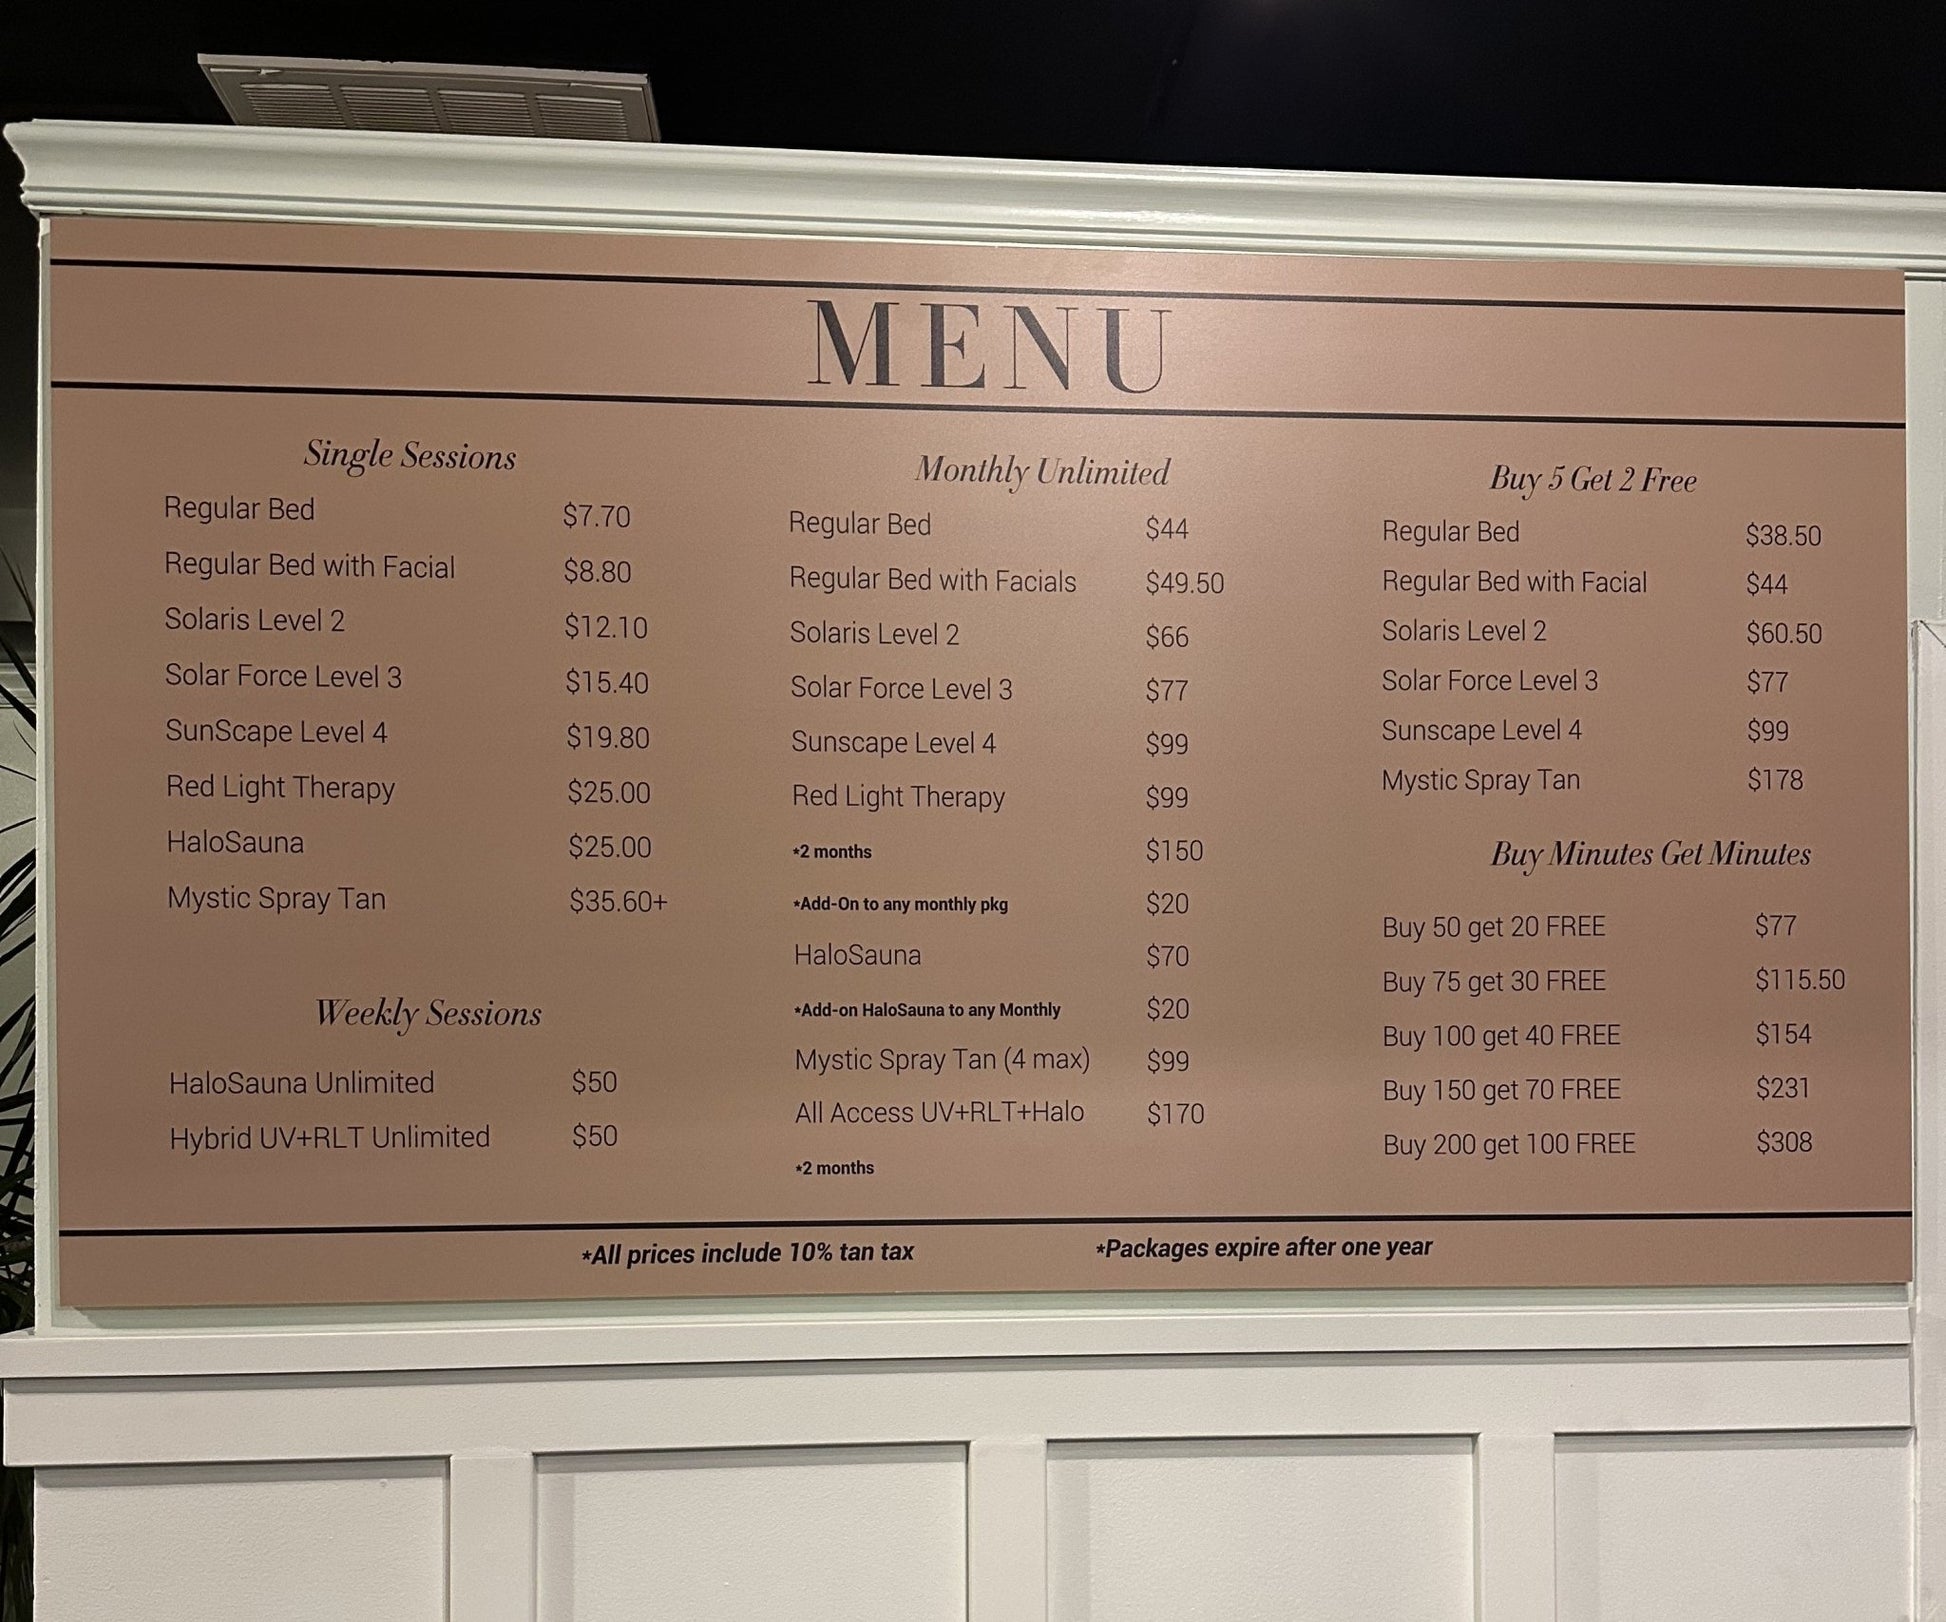 MENU
Single Sessions
Regular Bed $7.70
Regular Bed with Facial $8.80
Solaris Level 2 $12.10
Solar Force Level 3 $15.40
SunScape Level 4 $19.80
Red Light Therapy $25.00
HaloSauna $25.00
Mystic Spray Tan $35.60+
Weekly Sessions
HaloSauna Unlimited $50
Hybrid UV+RLT Unlimited $50
Monthly Unlimited
Regular Bed $44
Regular Bed with Facials $49.50
Solaris Level 2 $66
Solar Force Level 3 $77
Sunscape Level 4 $99
Red Light Therapy $99
*2 months $150
*Add-On to any monthly pkg $20
HaloSauna $70
*Add-on HaloSauna to any Monthly $20
Mystic Spray Tan (4 max) $99
All Access UV+RLT+Halo $170
*2 months
Buy 5 Get 2 Free
Regular Bed $38.50
Regular Bed with Facial $44
Solaris Level 2 $60.50
Solar Force Level 3 $77
Sunscape Level 4 $99
Mystic Spray Tan $178
Buy Minutes Get Minutes
Buy 50 get 20 FREE $77
Buy 75 get 30 FREE $115.50
Buy 100 get 40 FREE $154
Buy 150 get 70 FREE $231
Buy 200 get 100 FREE $308
*All prices include 10% tan tax
*Packages expire after one year